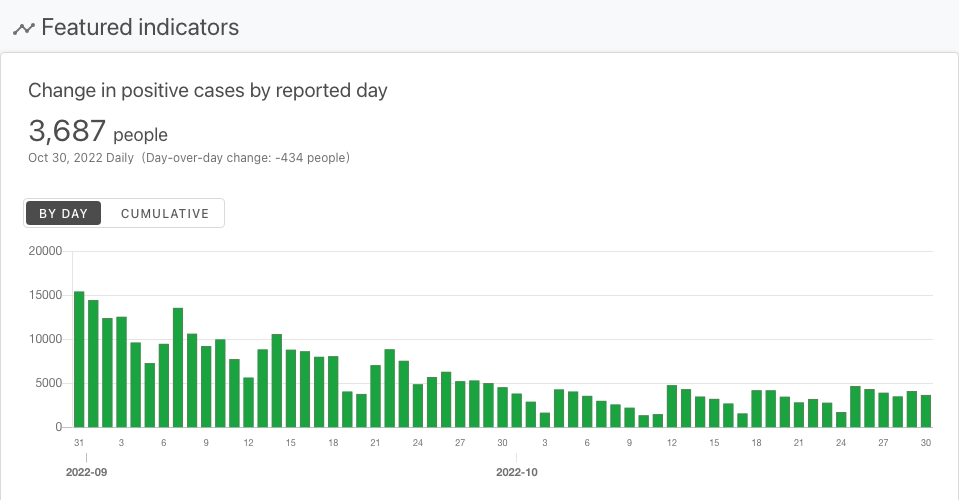 Featured indicators
Change in positive cases by reported day
3,687 people
Oct 30, 2022 Daily (Day-over-day change: -434 people)
BY DAY CUMULATIVE
20000
15000
10000
5000
0
31 3 6 9 12 15 18 21 24 27 30 3 6 9 12 15 18 21 24 27 30
2022-09 2022-10